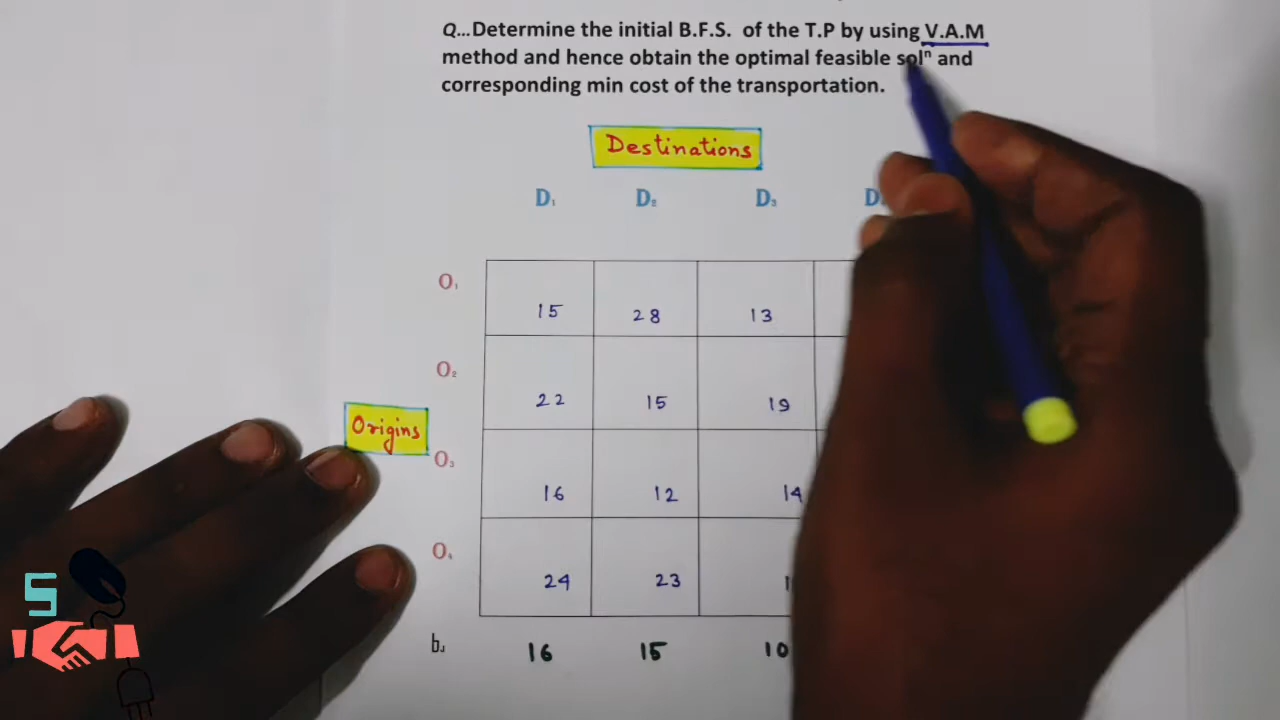 Q...Determine the initial B.F.S. of the T.P by using V.A.M
method and hence obtain the optimal feasible solⁿ and
corresponding min cost of the transportation.
Destinations
D₁ D₂ D₃
O₁ 15 28 13
O₂ 22 15 19
Origins
O₃ 16 12 14
O₄ 24 23
bⱼ 16 15 10
S